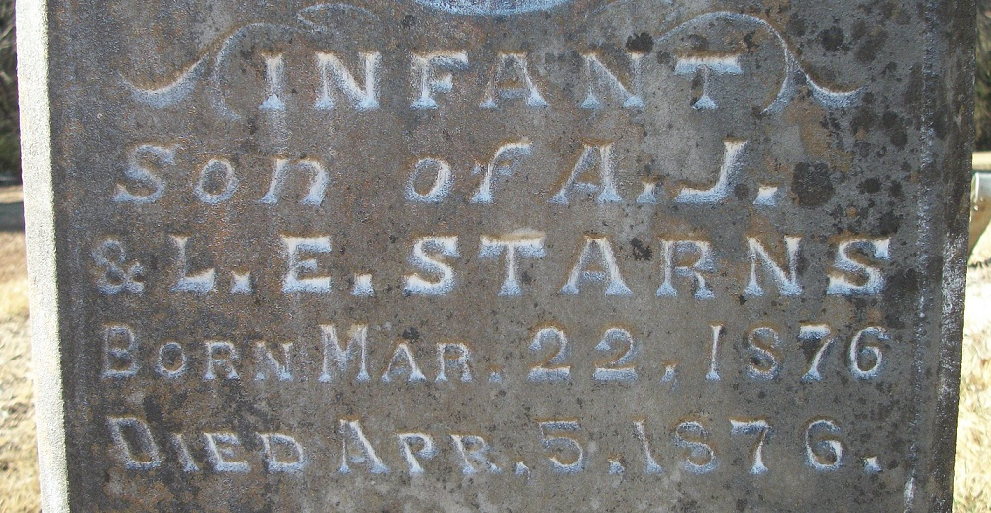 INFANT
Son of A.J.
& L.E. STARNS
BORN MAR. 22, 1876
DIED APR. 5, 1876.